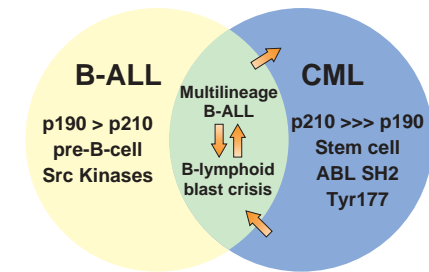 B-ALL
p190 > p210
pre-B-cell
Src Kinases
Multilineage
B-ALL
B-lymphoid
blast crisis
CML
p210 >>> p190
Stem cell
ABL SH2
Tyr177